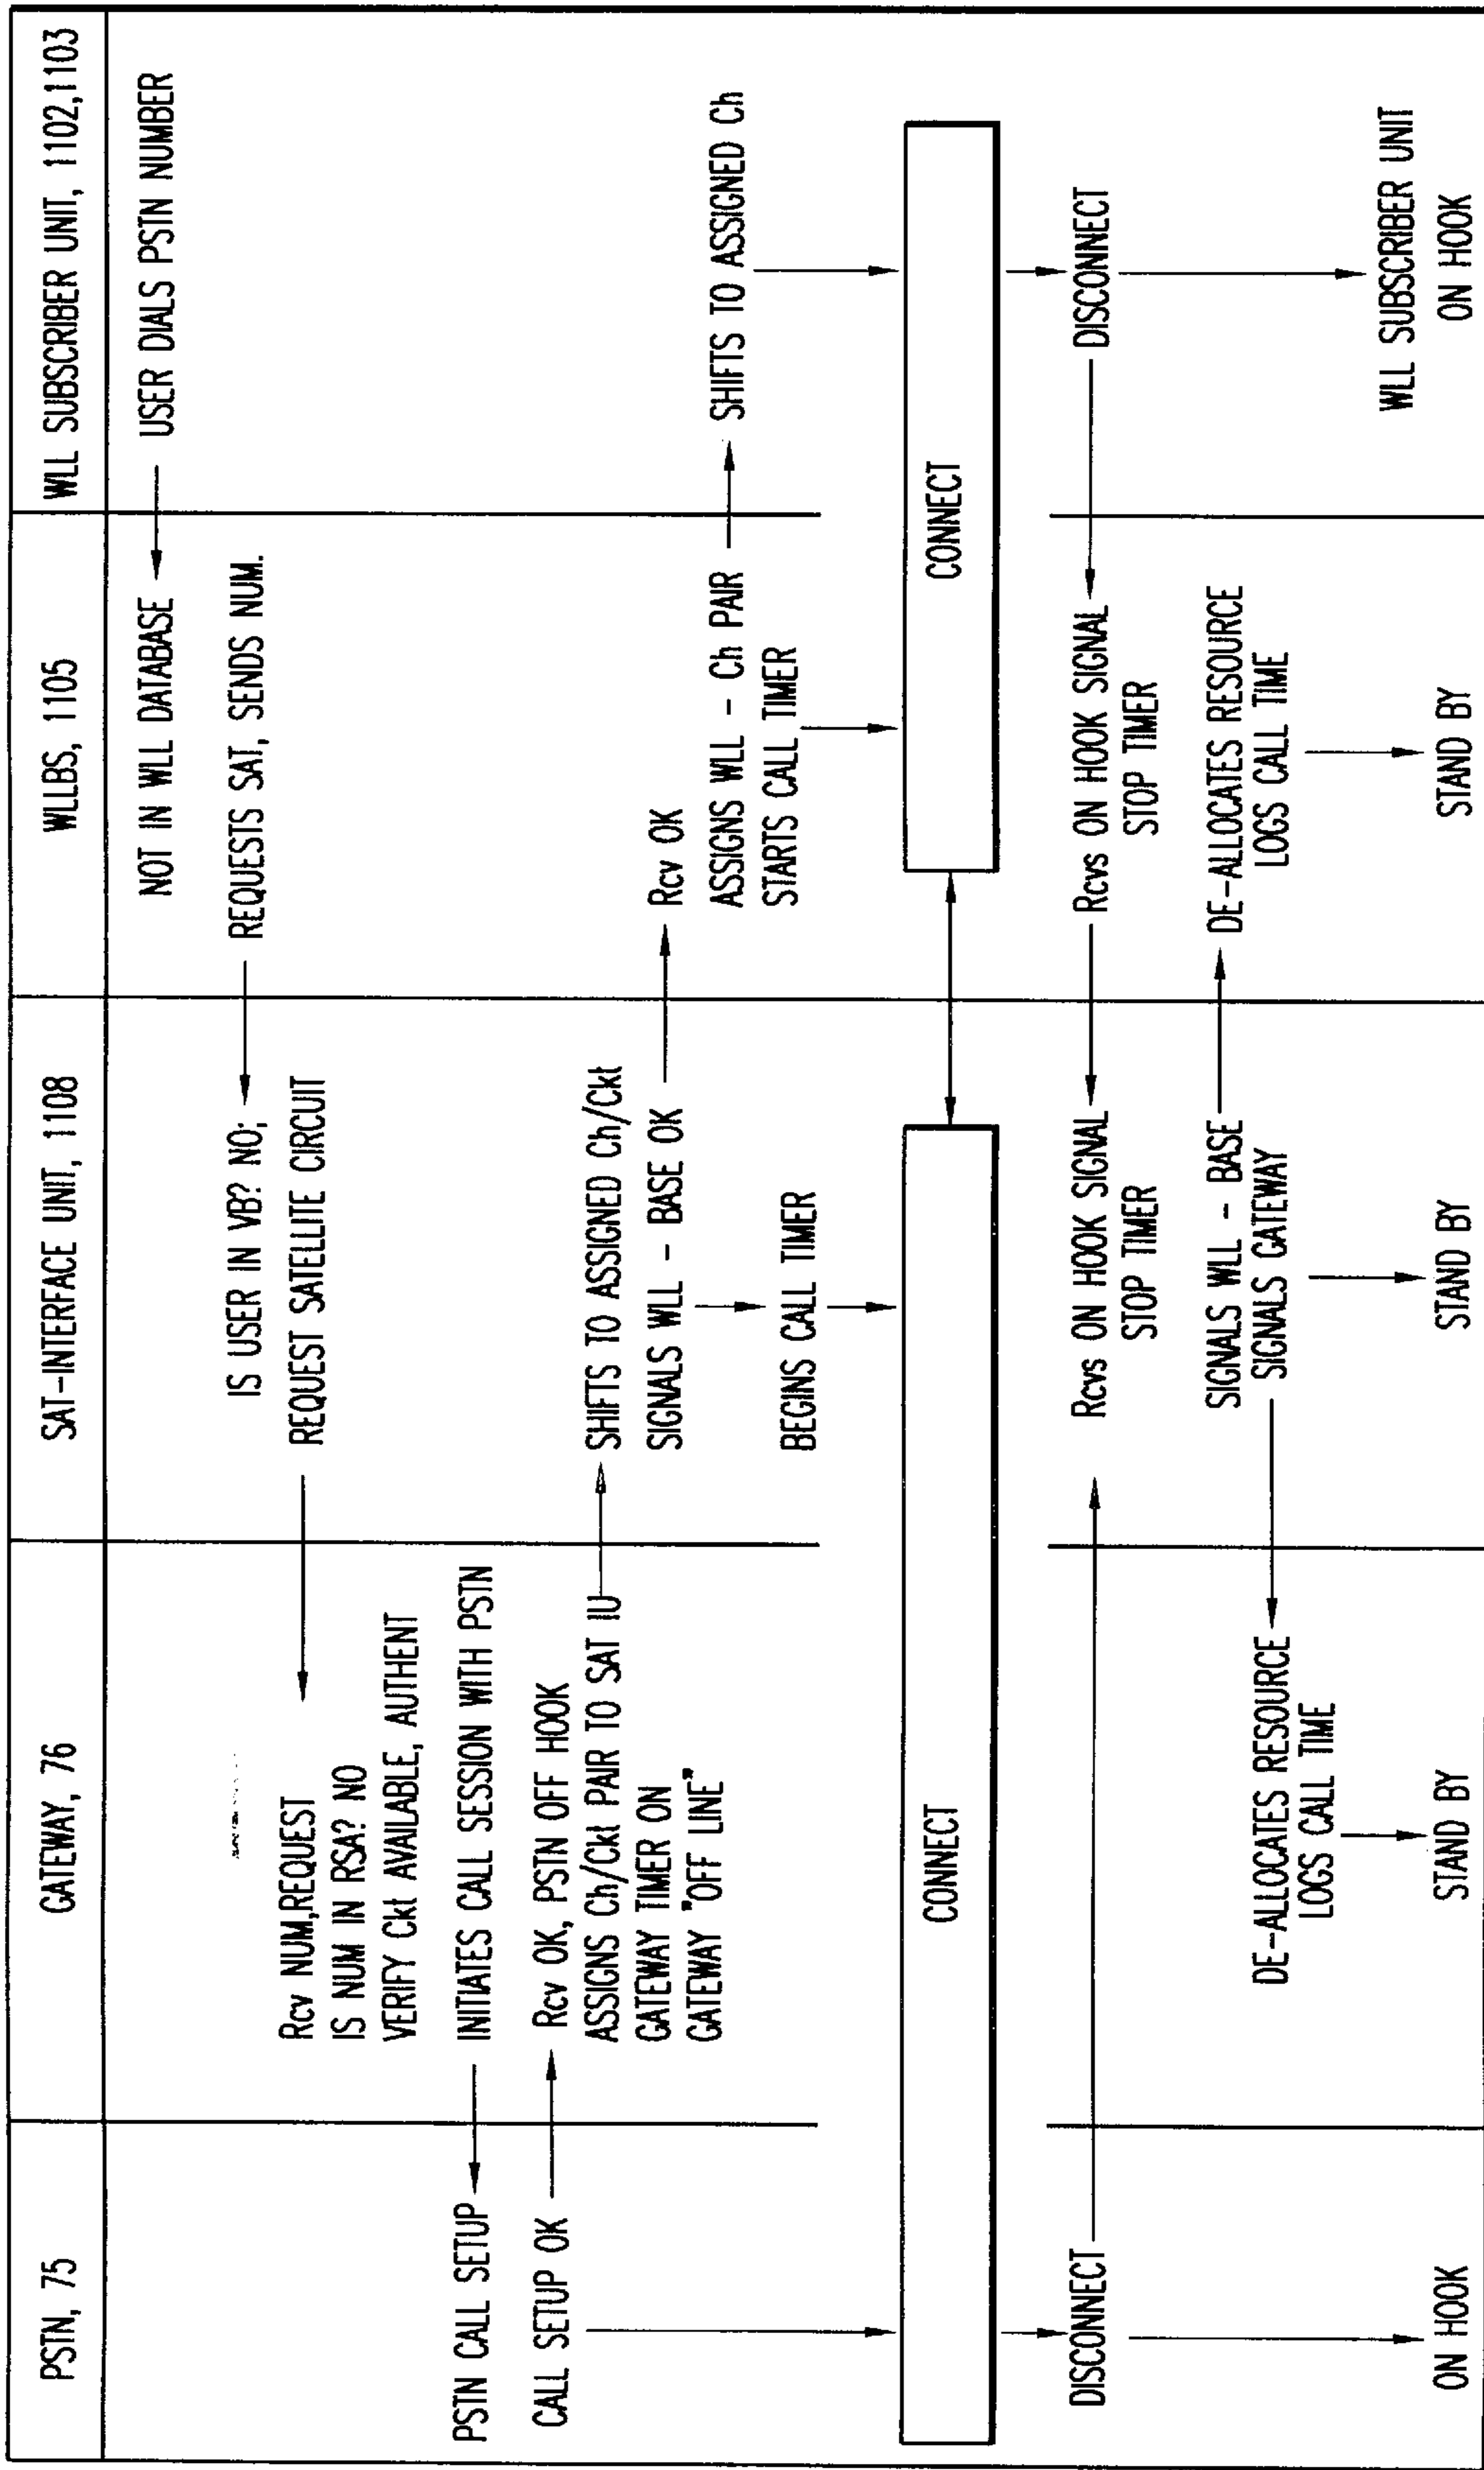 PSTN, 75
GATEWAY, 76
SAT-INTERFACE UNIT, 1108
WLLBS, 1105
WLL SUBSCRIBER UNIT, 1102,1103
USER DIALS PSTN NUMBER
NOT IN WLL DATABASE
REQUESTS SAT, SENDS NUM.
IS USER IN VB? NO;
REQUEST SATELLITE CIRCUIT
Rcv NUM,REQUEST
IS NUM IN RSA? NO
VERIFY Ckt AVAILABLE, AUTHENT
INITIATES CALL SESSION WITH PSTN
PSTN CALL SETUP
CALL SETUP OK
Rcv OK, PSTN OFF HOOK
ASSIGNS Ch/Ckt PAIR TO SAT IU
GATEWAY TIMER ON
GATEWAY "OFF LINE"
SHIFTS TO ASSIGNED Ch/Ckt
SIGNALS WLL - BASE OK
BEGINS CALL TIMER
Rcv OK
ASSIGNS WLL - Ch PAIR
STARTS CALL TIMER
SHIFTS TO ASSIGNED Ch
CONNECT
CONNECT
DISCONNECT
Rcvs ON HOOK SIGNAL
STOP TIMER
Rcvs ON HOOK SIGNAL
STOP TIMER
DISCONNECT
DE-ALLOCATES RESOURCE
LOGS CALL TIME
SIGNALS WLL - BASE
SIGNALS GATEWAY
DE-ALLOCATES RESOURCE
LOGS CALL TIME
ON HOOK
STAND BY
STAND BY
STAND BY
WLL SUBSCRIBER UNIT
ON HOOK